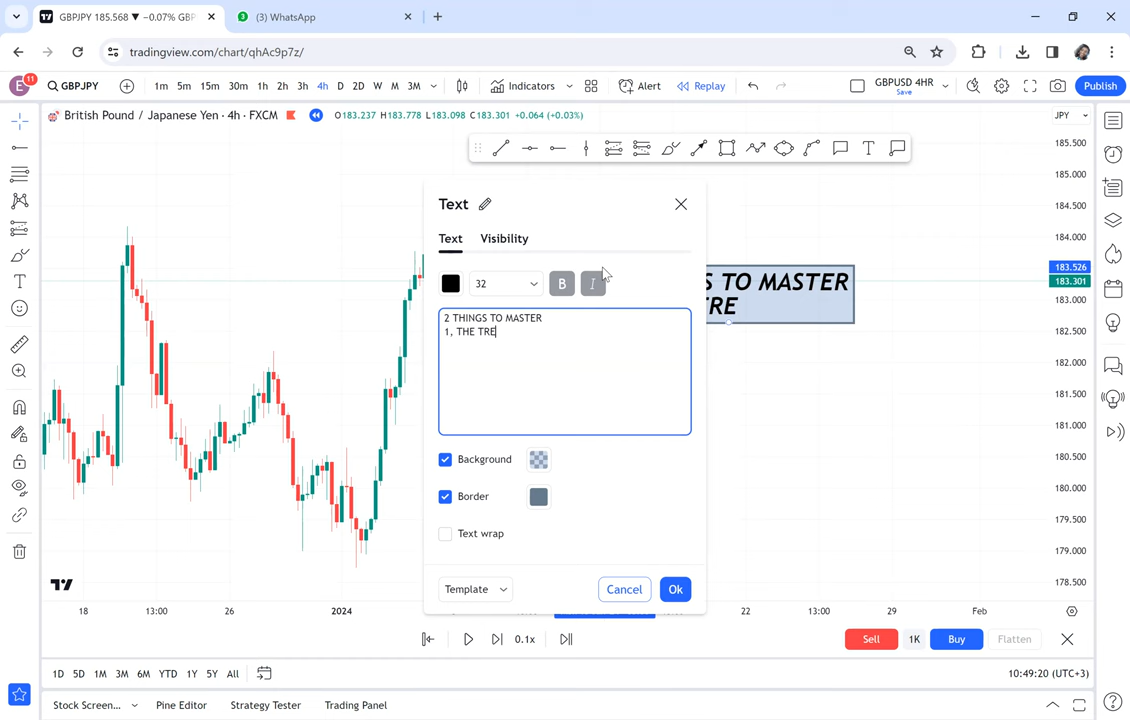 GBPJPY 185.568 ▼ −0.07% GBP
(3) WhatsApp
tradingview.com/chart/qhAc9p7z/
E 11 GBPJPY 1m 5m 15m 30m 1h 2h 3h 4h D 2D W M 3M Indicators Alert Replay GBPUSD 4HR Save Publish
British Pound / Japanese Yen · 4h · FXCM O183.237 H183.778 L183.098 C183.301 +0.064 (+0.03%) JPY
185.500
185.000
184.500
184.000
183.526
183.301
183.000
182.500
182.000
181.500
181.000
180.500
180.000
179.500
179.000
178.500
Text
Text Visibility
32 B I
2 THINGS TO MASTER
1, THE TRE
S TO MASTER
RE
Background
Border
Text wrap
Template Cancel Ok
18 13:00 26 2024 22 13:00 29 Feb
0.1x Sell 1K Buy Flatten
1D 5D 1M 3M 6M YTD 1Y 5Y All 10:49:20 (UTC+3)
Stock Screen... Pine Editor Strategy Tester Trading Panel